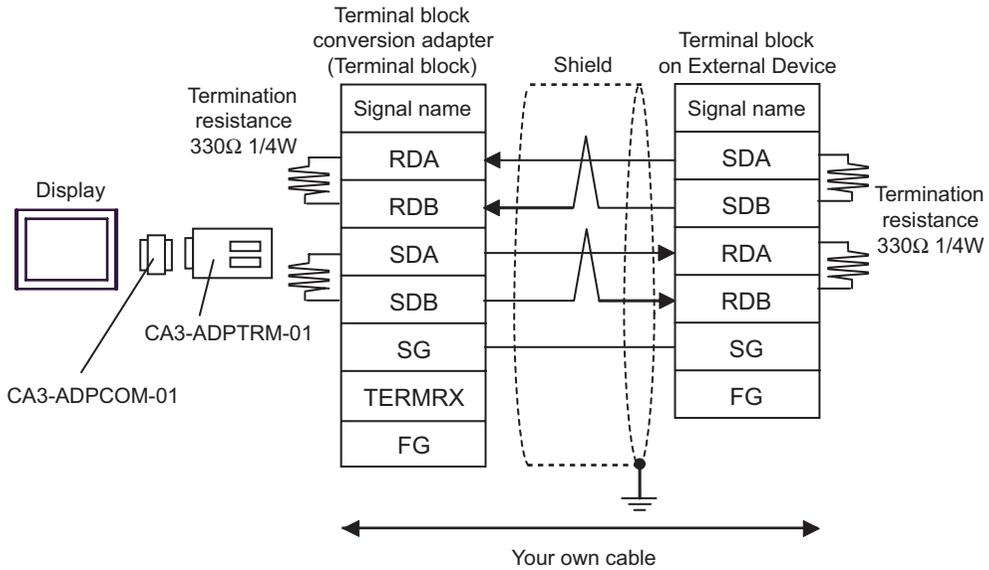 Terminal block
conversion adapter
(Terminal block)
Shield
Terminal block
on External Device
Termination
resistance
330Ω 1/4W
Display
CA3-ADPTRM-01
CA3-ADPCOM-01
Signal name
RDA
RDB
SDA
SDB
SG
TERMRX
FG
Signal name
SDA
SDB
RDA
RDB
SG
FG
Termination
resistance
330Ω 1/4W
Your own cable